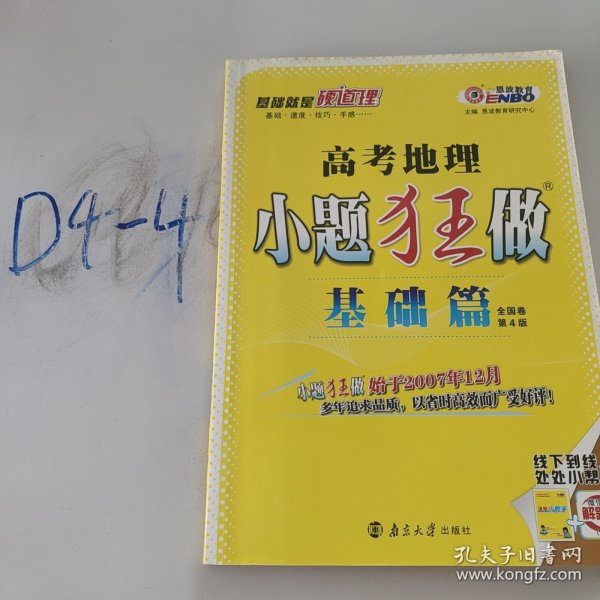 D4-4
基础就是硬道理
基础·速度·技巧·手感……
恩波教育
ENBO
主编 恩波教育研究中心
高考地理
小题狂做®
基础篇
全国卷
第4版
小题狂做 始于2007年12月
多年追求品质，以省时高效而广受好评！
线下到线
处处小帮
南京大学出版社
孔夫子旧书网
www.kongfz.com